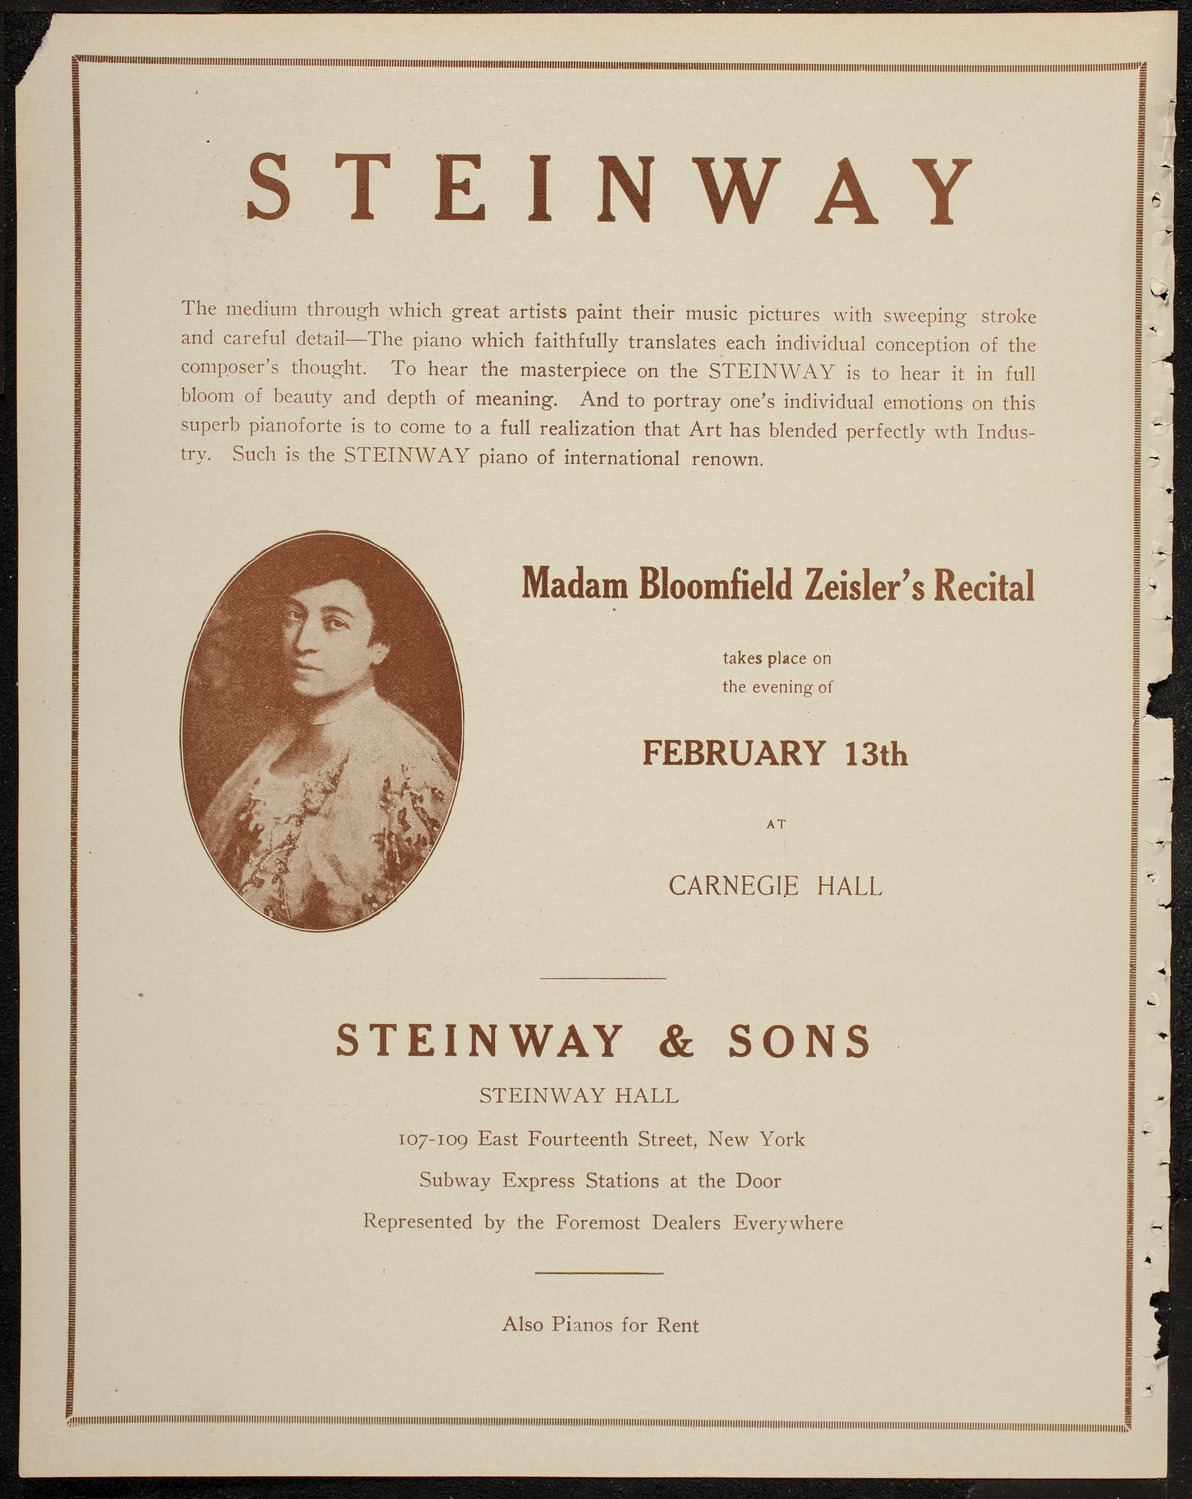 STEINWAY
The medium through which great artists paint their music pictures with sweeping stroke
and careful detail—The piano which faithfully translates each individual conception of the
composer's thought. To hear the masterpiece on the STEINWAY is to hear it in full
bloom of beauty and depth of meaning. And to portray one's individual emotions on this
superb pianoforte is to come to a full realization that Art has blended perfectly wth Indus-
try. Such is the STEINWAY piano of international renown.
Madam Bloomfield Zeisler's Recital
takes place on
the evening of
FEBRUARY 13th
AT
CARNEGIE HALL
STEINWAY & SONS
STEINWAY HALL
107-109 East Fourteenth Street, New York
Subway Express Stations at the Door
Represented by the Foremost Dealers Everywhere
Also Pianos for Rent